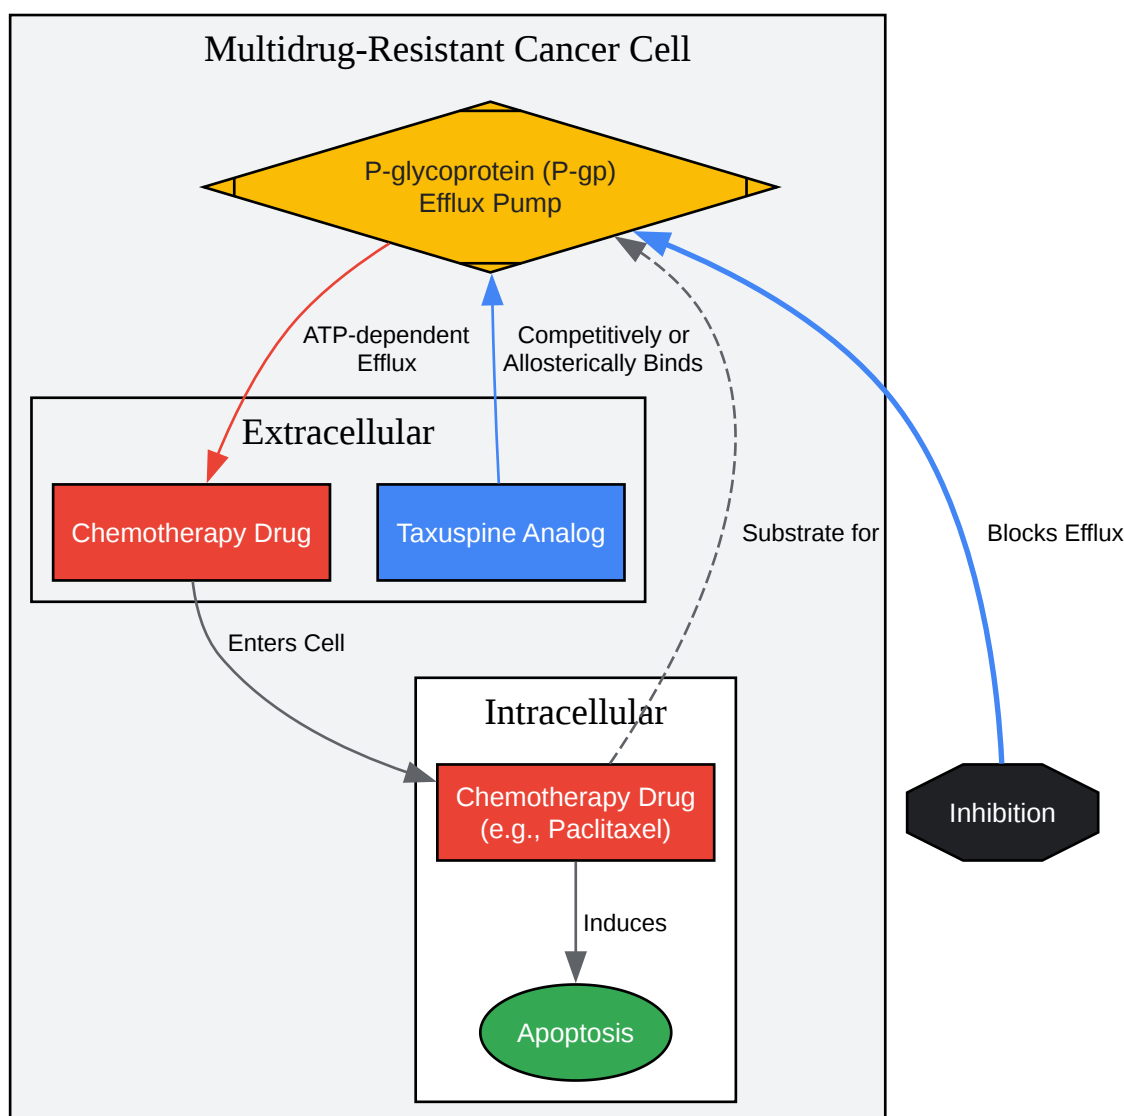 Multidrug-Resistant Cancer Cell
P-glycoprotein (P-gp)
Efflux Pump
ATP-dependent
Efflux
Competitively or
Allosterically Binds
Extracellular
Chemotherapy Drug
Taxuspine Analog
Substrate for
Blocks Efflux
Enters Cell
Intracellular
Chemotherapy Drug
(e.g., Paclitaxel)
Inhibition
Induces
Apoptosis